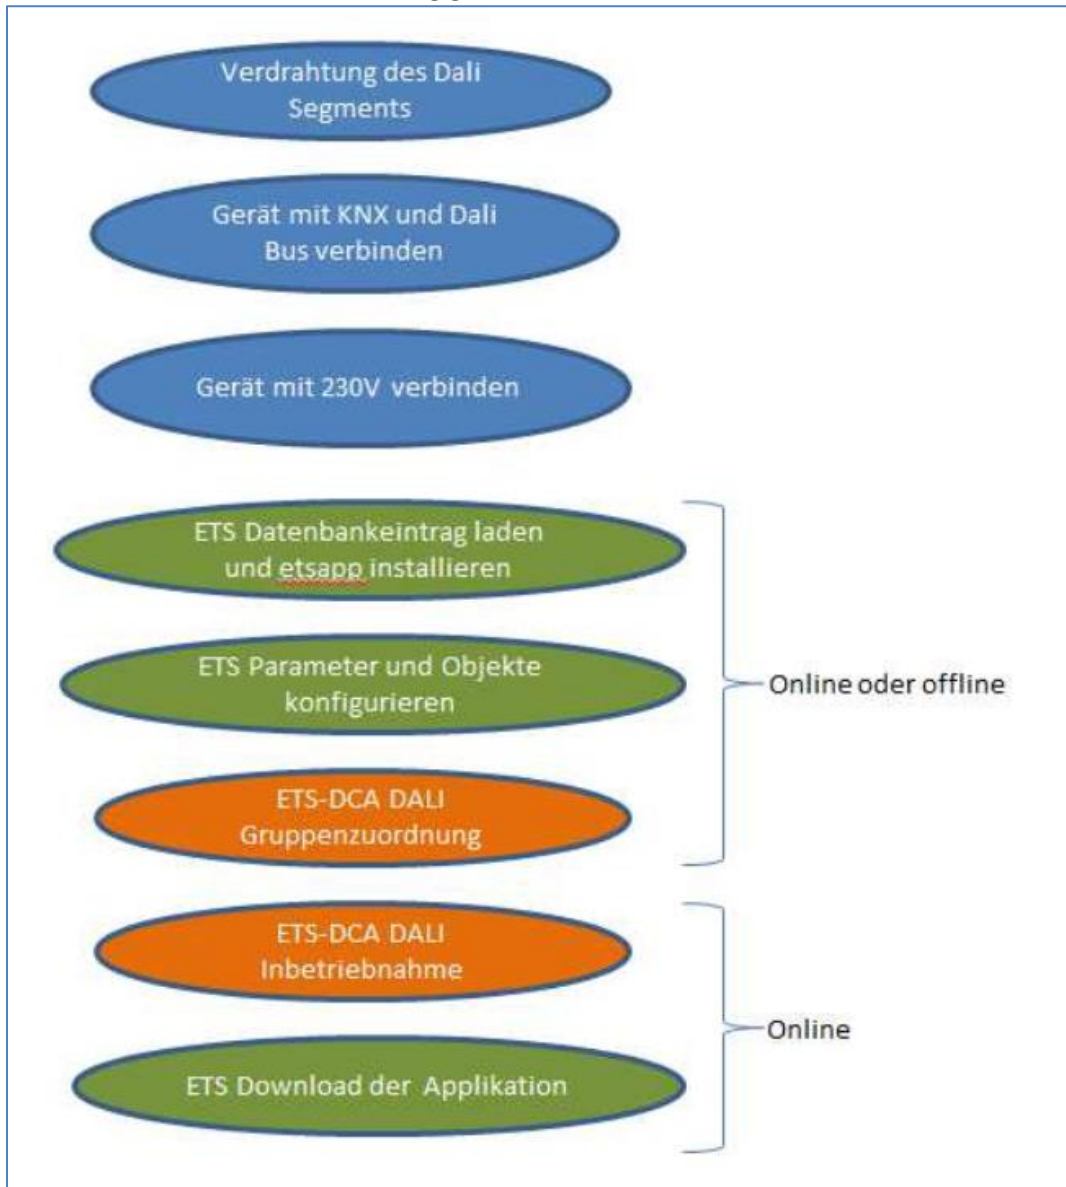 Verdrahtung des Dali
Segments
Gerät mit KNX und Dali
Bus verbinden
Gerät mit 230V verbinden
ETS Datenbankeintrag laden
und etsapp installieren
ETS Parameter und Objekte
konfigurieren
Online oder offline
ETS-DCA DALI
Gruppenzuordnung
ETS-DCA DALI
Inbetriebnahme
Online
ETS Download der Applikation